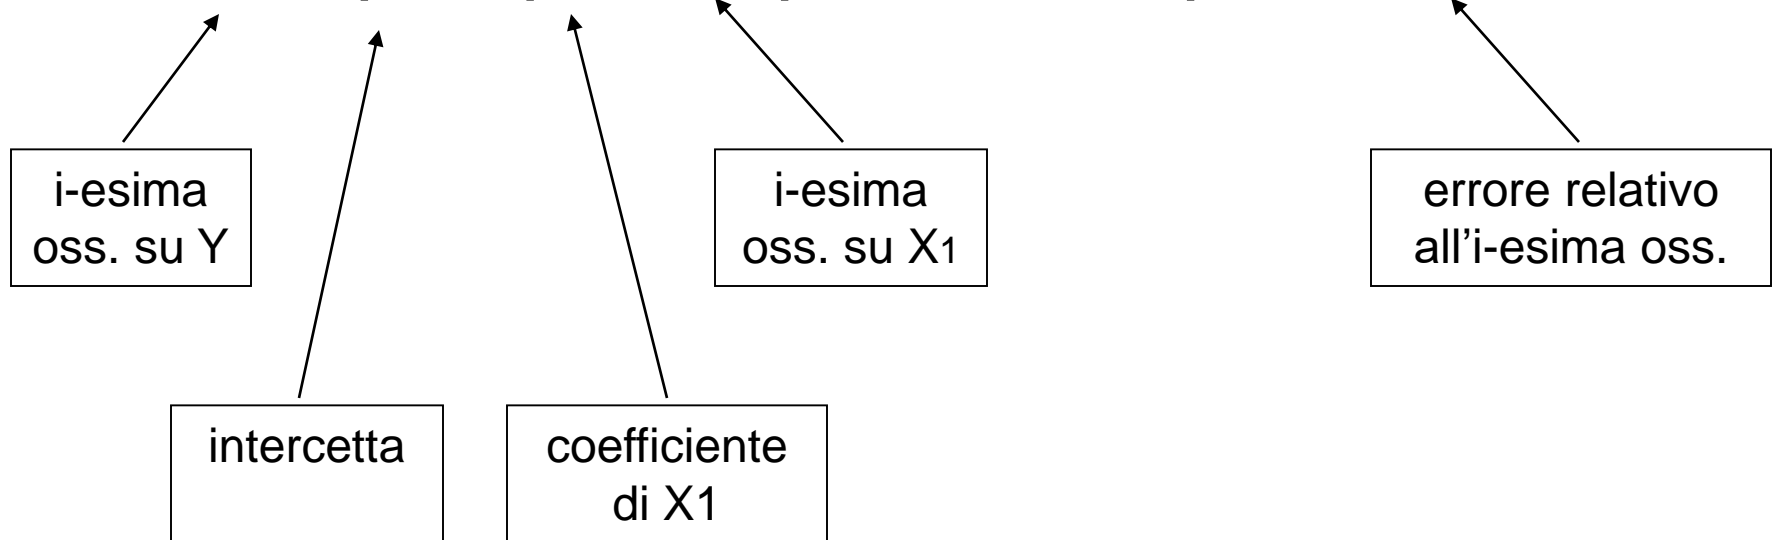 i-esima
oss. su Y
i-esima
oss. su X1
errore relativo
all'i-esima oss.
intercetta
coefficiente
di X1